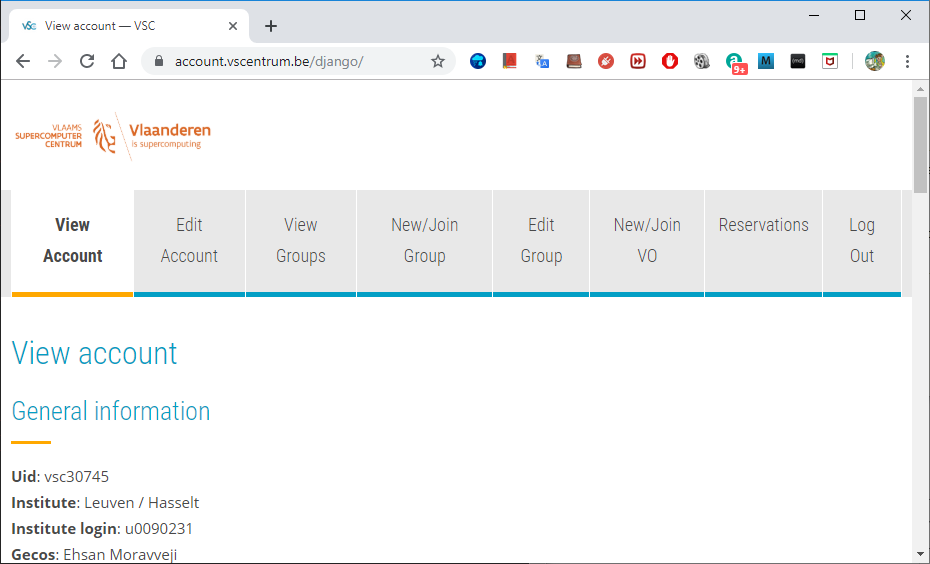 VSC View account — VSC
account.vscentrum.be/django/
9+
VLAAMS
SUPERCOMPUTER
CENTRUM
Vlaanderen
is supercomputing
View Account
Edit Account
View Groups
New/Join Group
Edit Group
New/Join VO
Reservations
Log Out
View account
General information
Uid: vsc30745
Institute: Leuven / Hasselt
Institute login: u0090231
Gecos: Ehsan Moravveji